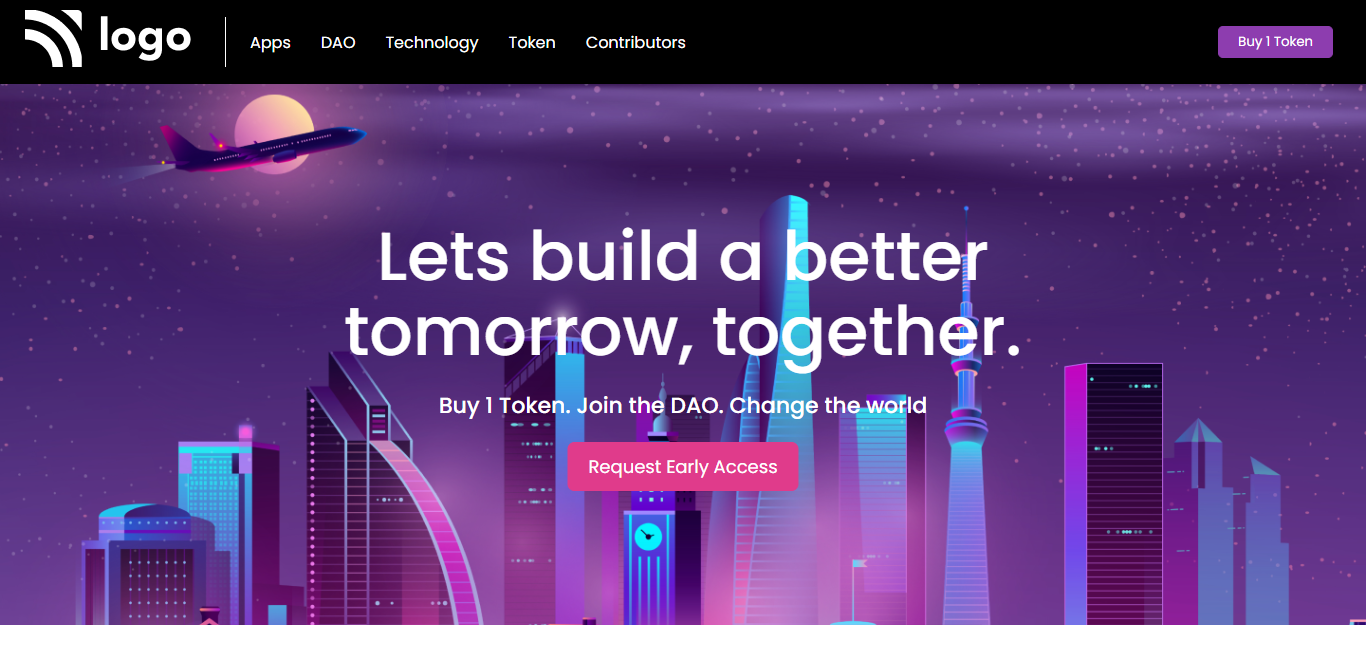 logo
Apps DAO Technology Token Contributors
Buy 1 Token
Lets build a better
tomorrow, together.
Buy 1 Token. Join the DAO. Change the world
Request Early Access